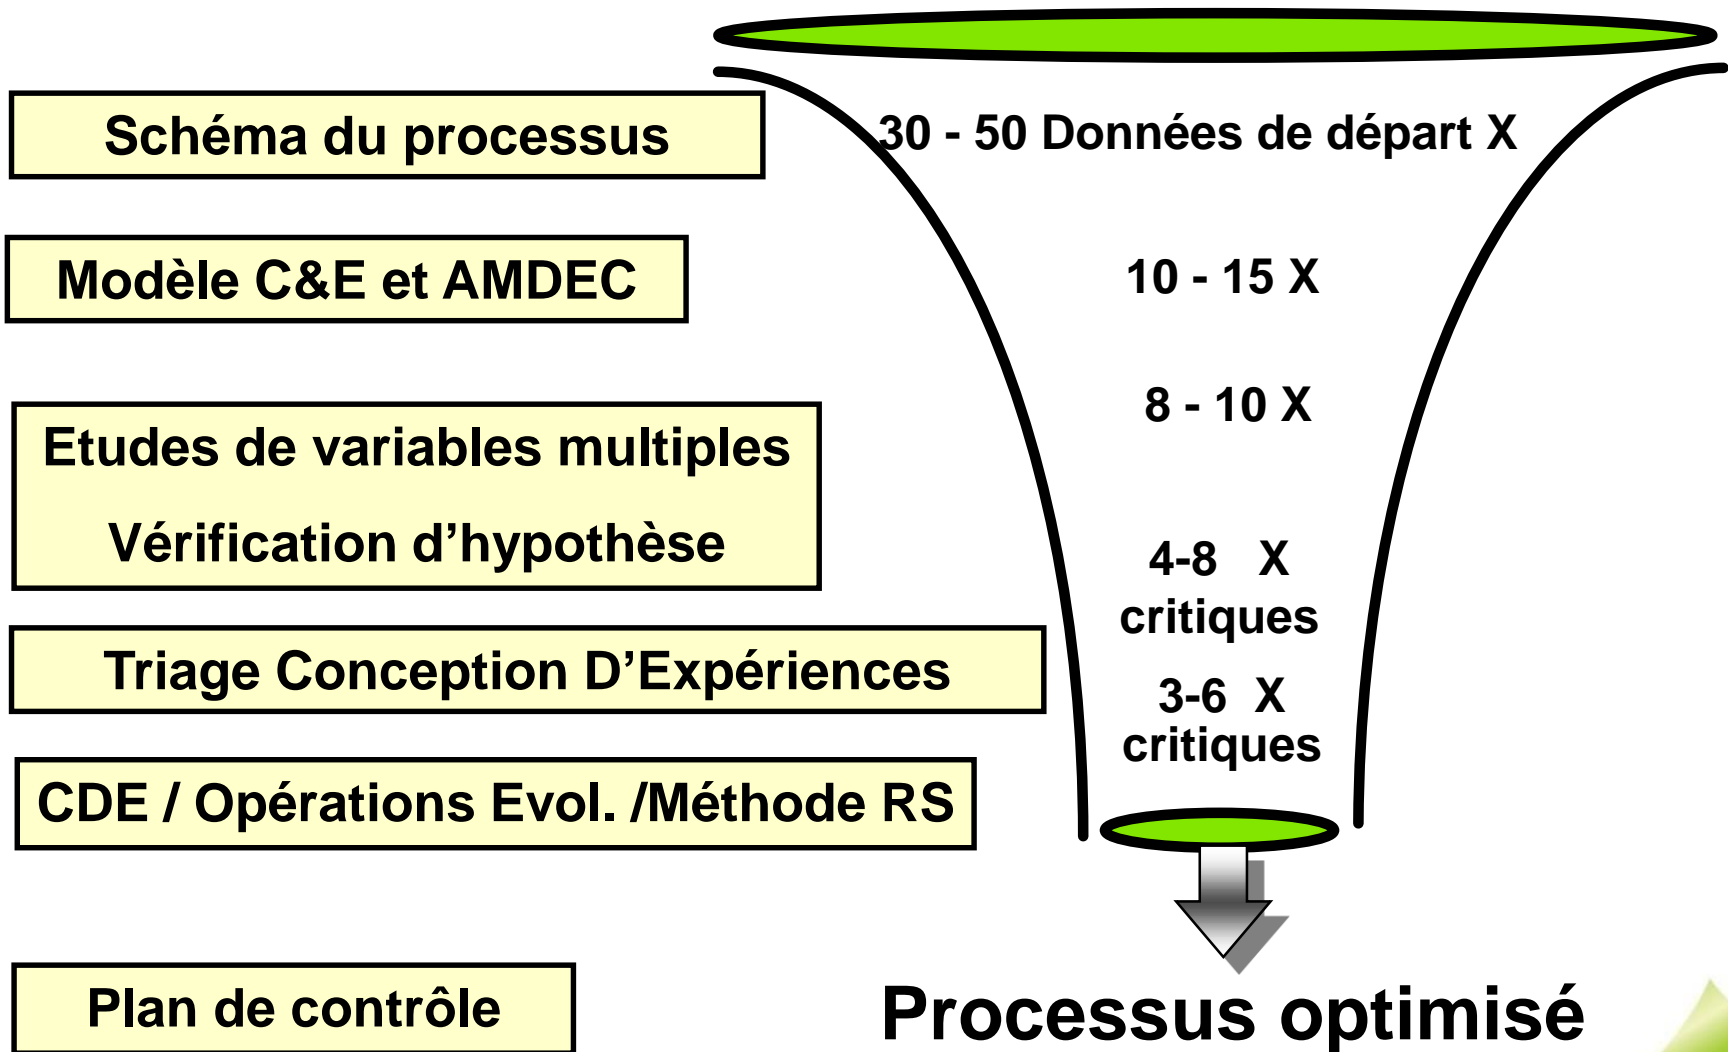 Schéma du processus
30 - 50 Données de départ X
Modèle C&E et AMDEC
10 - 15 X
8 - 10 X
Etudes de variables multiples
Vérification d’hypothèse
4-8 X
critiques
Triage Conception D’Expériences
3-6 X
critiques
CDE / Opérations Evol. /Méthode RS
Plan de contrôle
Processus optimisé